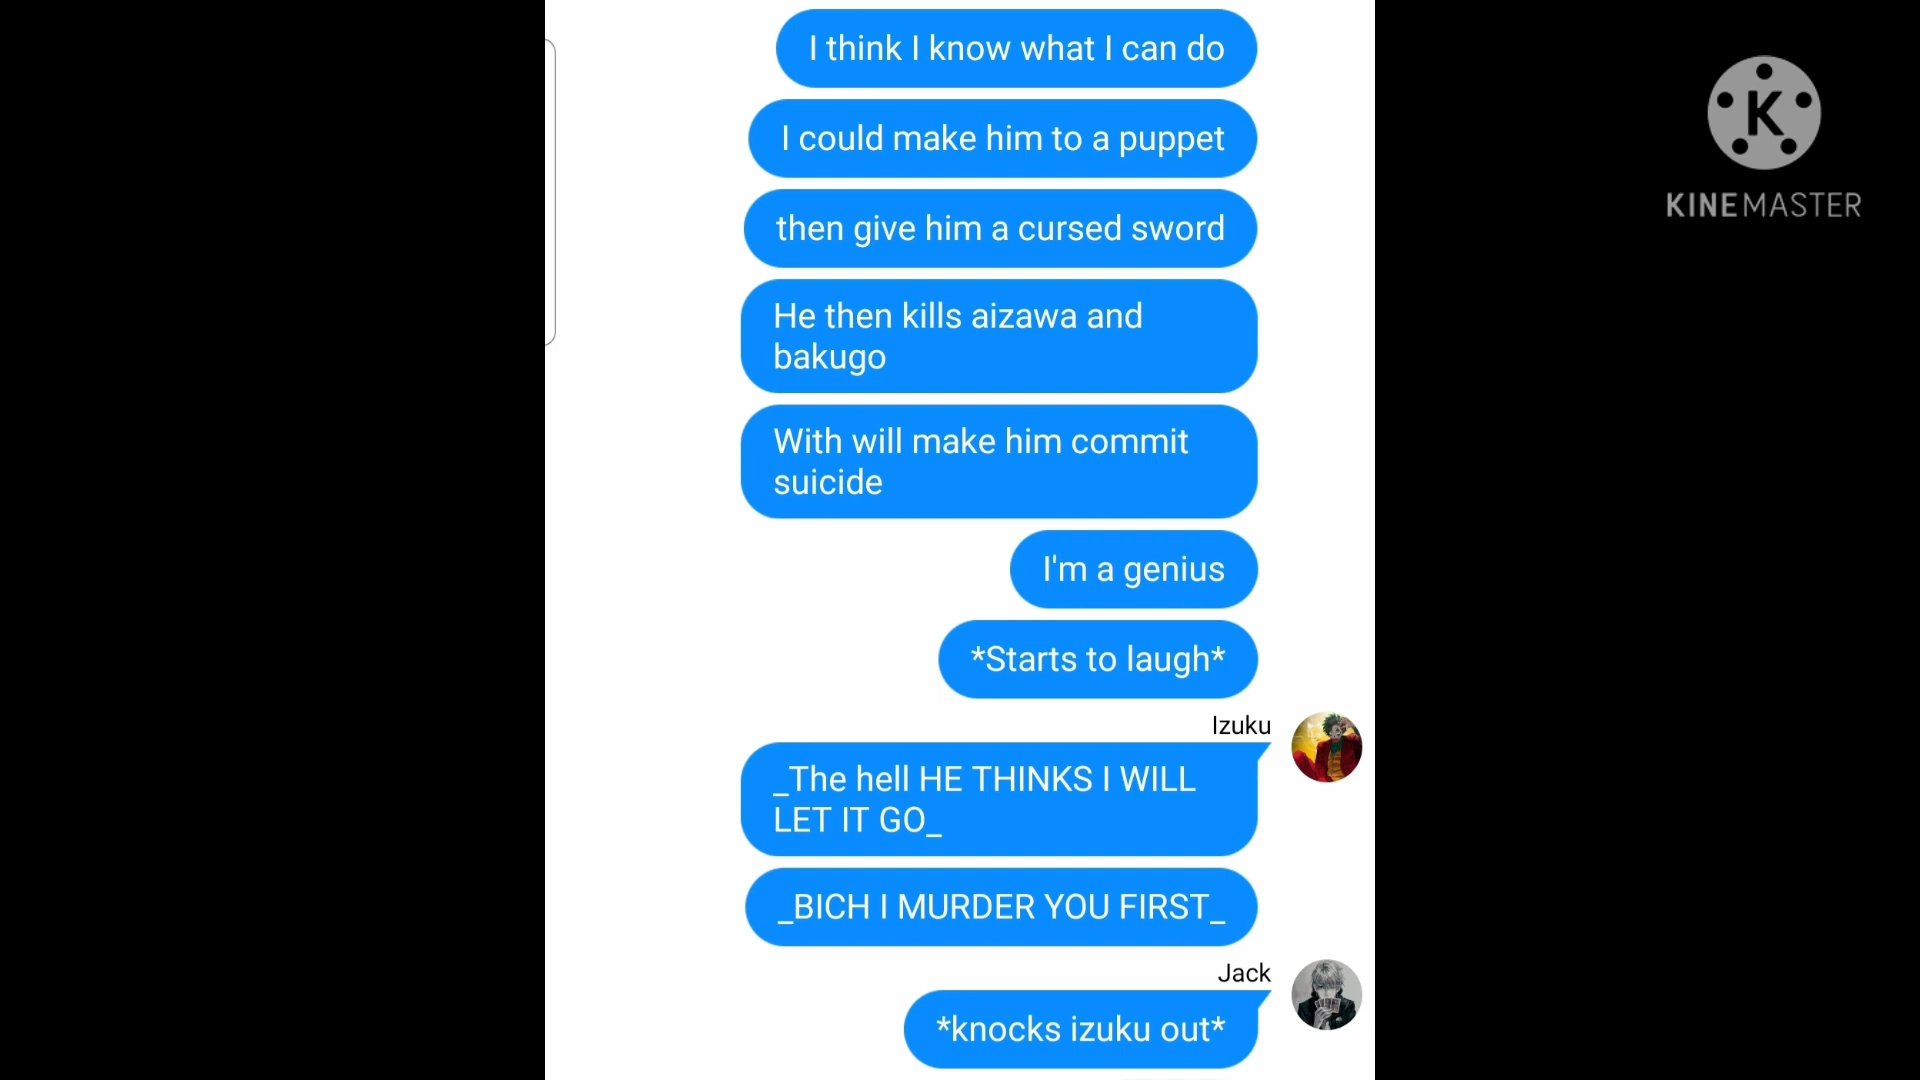 I think I know what I can do
I could make him to a puppet
then give him a cursed sword
He then kills aizawa and
bakugo
With will make him commit
suicide
I'm a genius
*Starts to laugh*
Izuku
_The hell HE THINKS I WILL
LET IT GO_
_BICH I MURDER YOU FIRST_
Jack
*knocks izuku out*
K
KINEMASTER